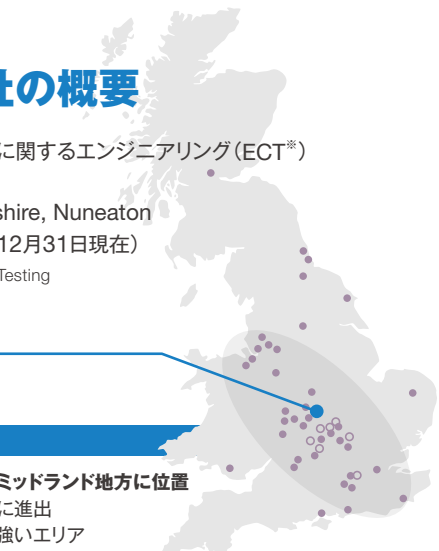 社の概要
に関するエンジニアリング（ECT※）
shire, Nuneaton
12月31日現在）
Testing
ミッドランド地方に位置
に進出
強いエリア